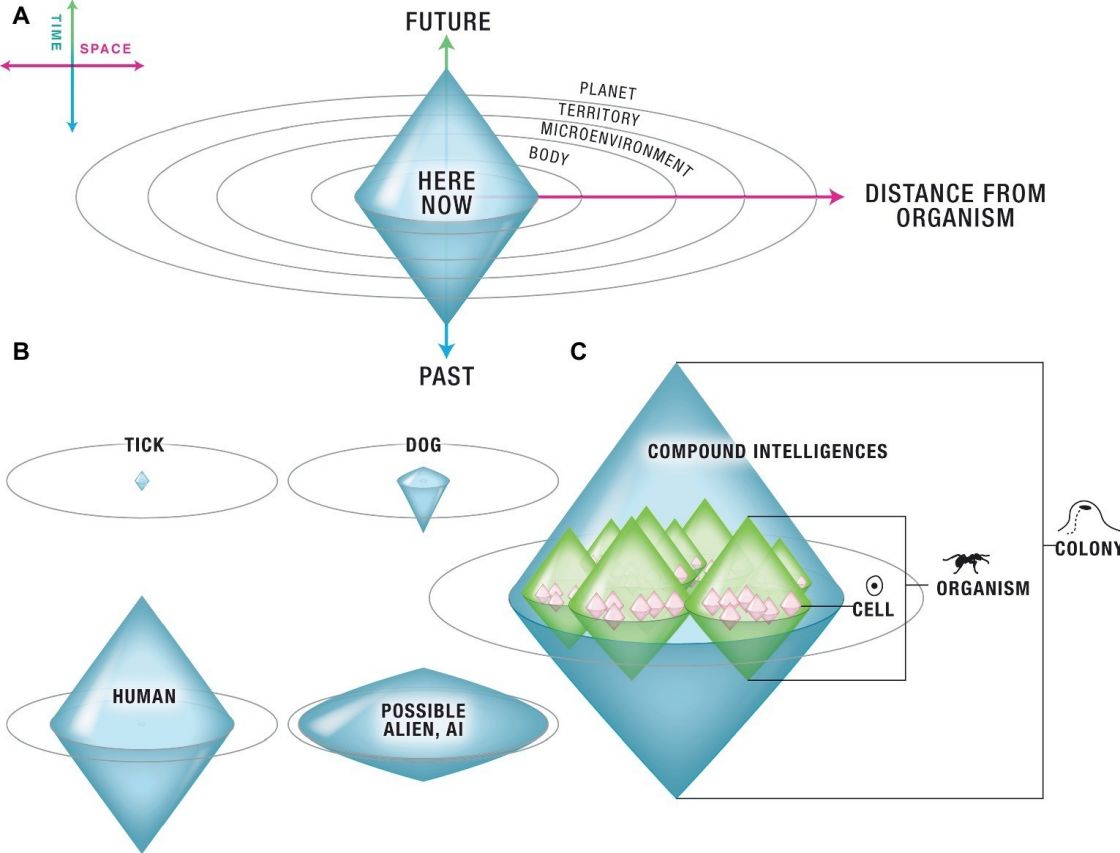 A
TIME
SPACE
FUTURE
PLANET
TERRITORY
MICROENVIRONMENT
BODY
HERE
NOW
DISTANCE FROM
ORGANISM
PAST
B
TICK
DOG
HUMAN
POSSIBLE
ALIEN, AI
C
COMPOUND INTELLIGENCES
CELL
ORGANISM
COLONY